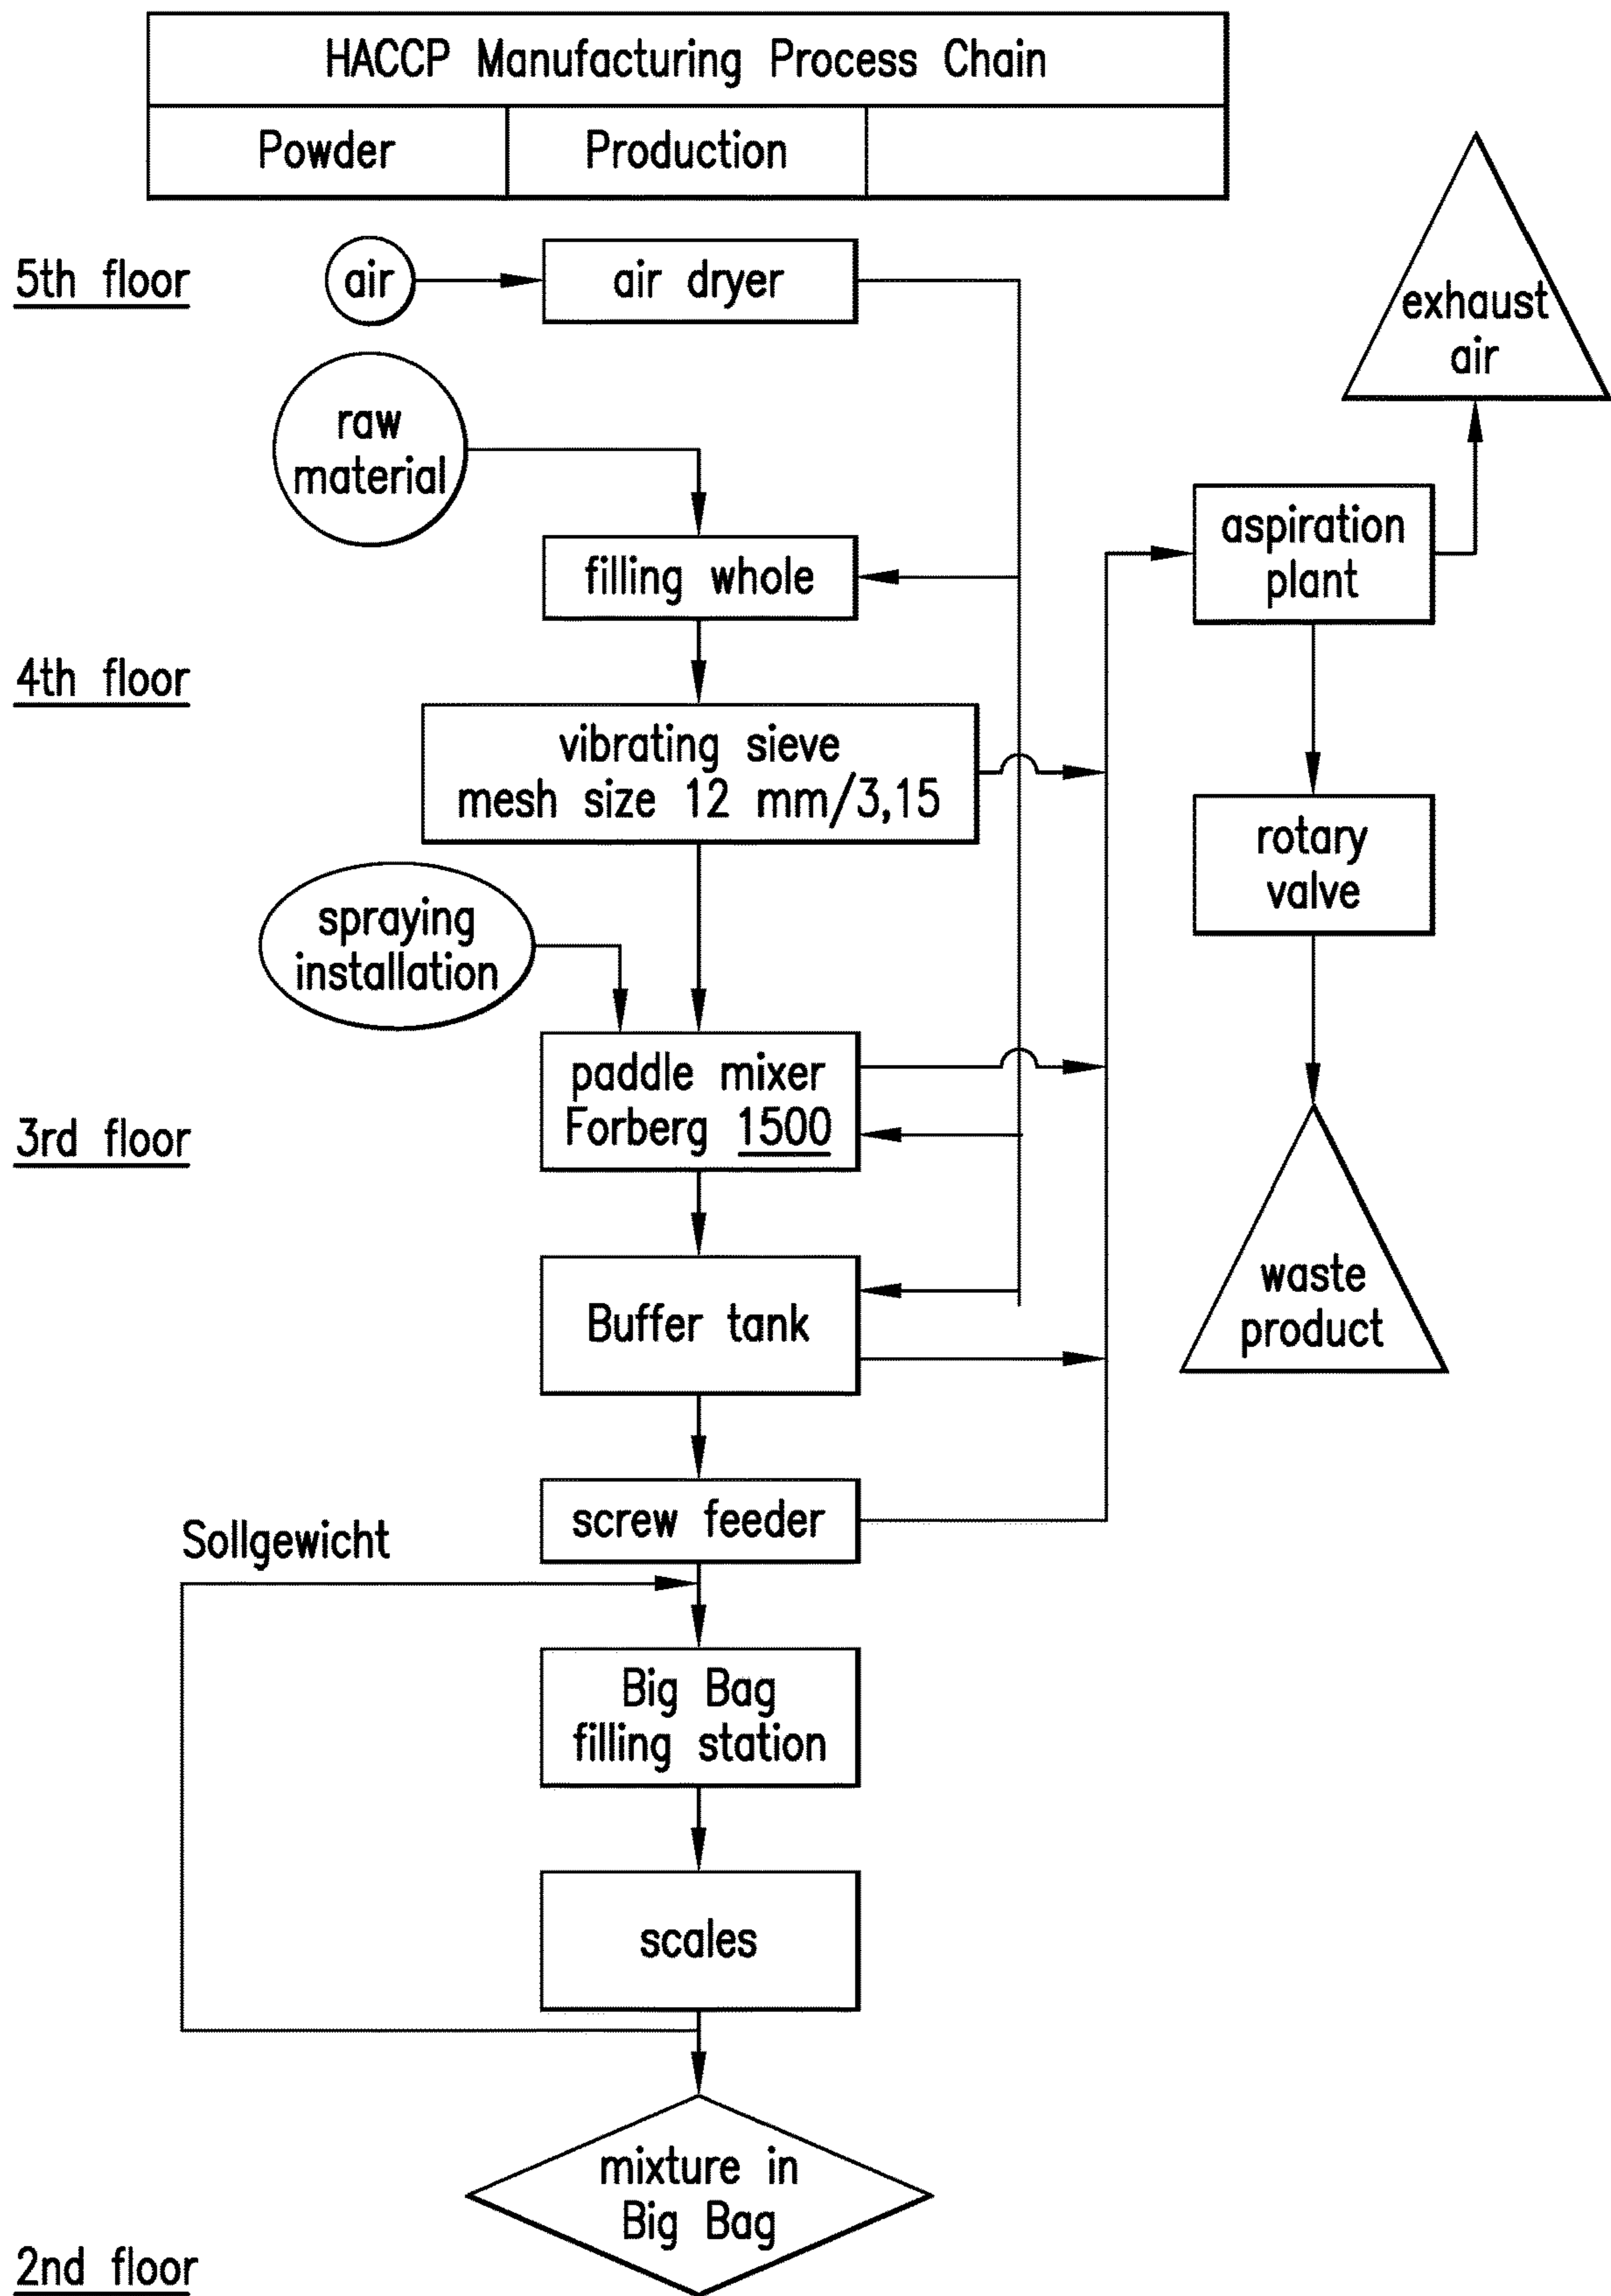 HACCP Manufacturing Process Chain
Powder
Production
5th floor
air
air dryer
exhaust
air
raw
material
aspiration
plant
filling whole
4th floor
vibrating sieve
mesh size 12 mm/3,15
rotary
valve
spraying
installation
paddle mixer
Forberg 1500
3rd floor
Buffer tank
waste
product
screw feeder
Sollgewicht
Big Bag
filling station
scales
mixture in
Big Bag
2nd floor